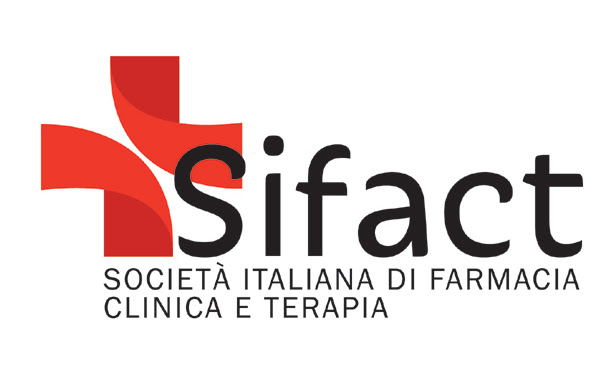 Sifact
SOCIETÀ ITALIANA DI FARMACIA
CLINICA E TERAPIA